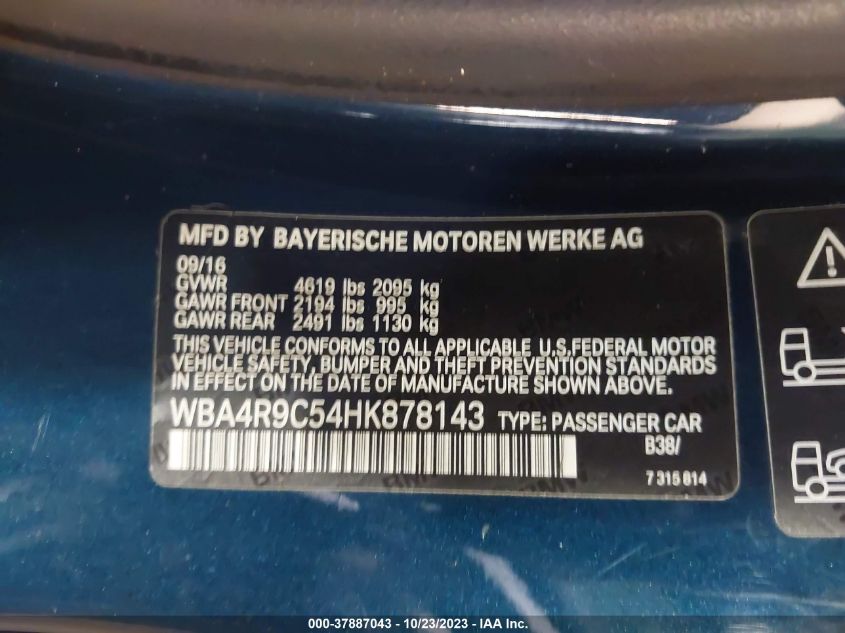 MFD BY BAYERISCHE MOTOREN WERKE AG
09/16
GVWR 4619 lbs 2095 kg
GAWR FRONT 2194 lbs 995 kg
GAWR REAR 2491 lbs 1130 kg
THIS VEHICLE CONFORMS TO ALL APPLICABLE U.S.FEDERAL MOTOR
VEHICLE SAFETY, BUMPER AND THEFT PREVENTION STANDARDS
IN EFFECT ON THE DATE OF MANUFACTURE SHOWN ABOVE.
WBA4R9C54HK878143 TYPE: PASSENGER CAR
B38/
7 315 814
000-37887043 - 10/23/2023 - IAA Inc.